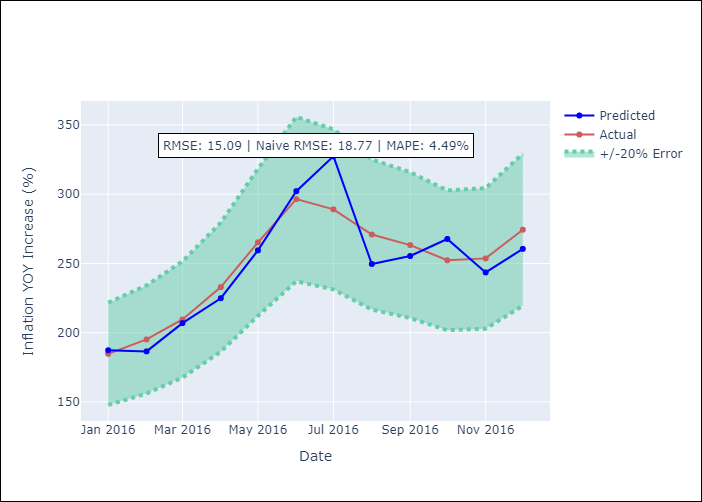 Predicted
Actual
+/-20% Error
RMSE: 15.09 | Naive RMSE: 18.77 | MAPE: 4.49%
Inflation YOY Increase (%)
350
300
250
200
150
Jan 2016
Mar 2016
May 2016
Jul 2016
Sep 2016
Nov 2016
Date